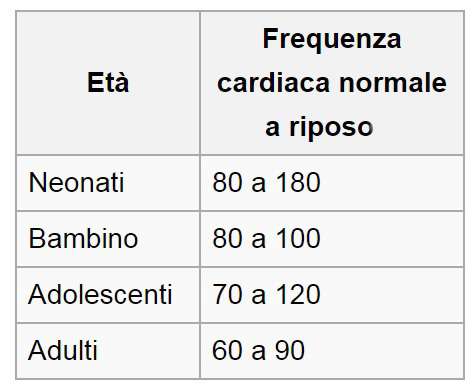 Età
Frequenza
cardiaca normale
a riposo
Neonati 80 a 180
Bambino 80 a 100
Adolescenti 70 a 120
Adulti 60 a 90